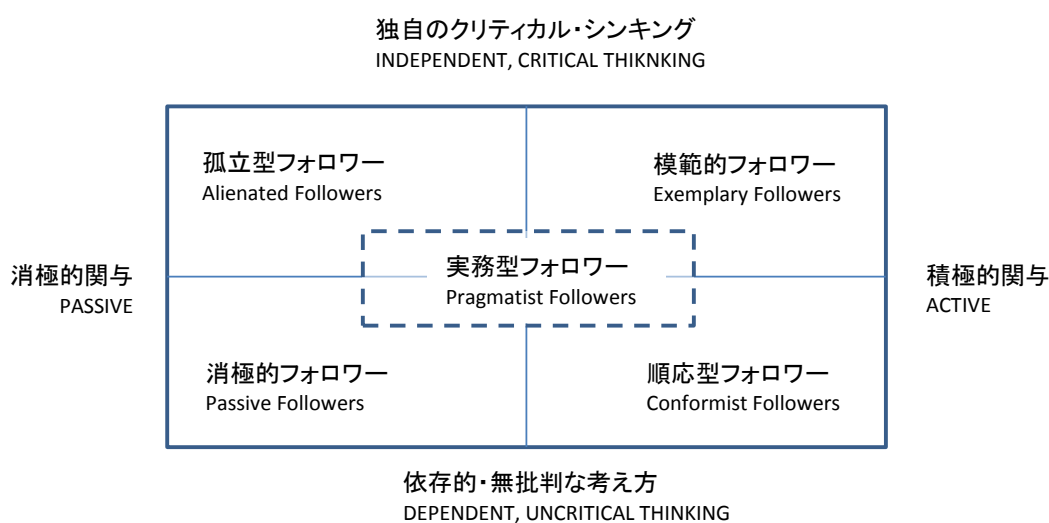 独自のクリティカル・シンキング
INDEPENDENT, CRITICAL THIKNKING
孤立型フォロワー
Alienated Followers
模範的フォロワー
Exemplary Followers
消極的関与
PASSIVE
実務型フォロワー
Pragmatist Followers
積極的関与
ACTIVE
消極的フォロワー
Passive Followers
順応型フォロワー
Conformist Followers
依存的・無批判な考え方
DEPENDENT, UNCRITICAL THINKING